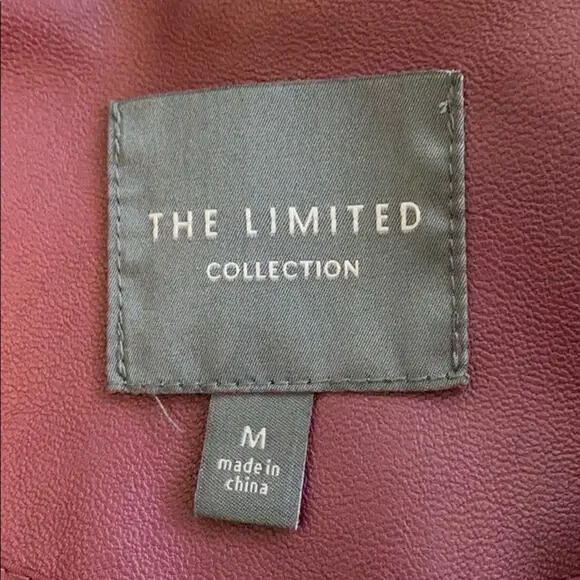 THE LIMITED
COLLECTION
M
made in
china